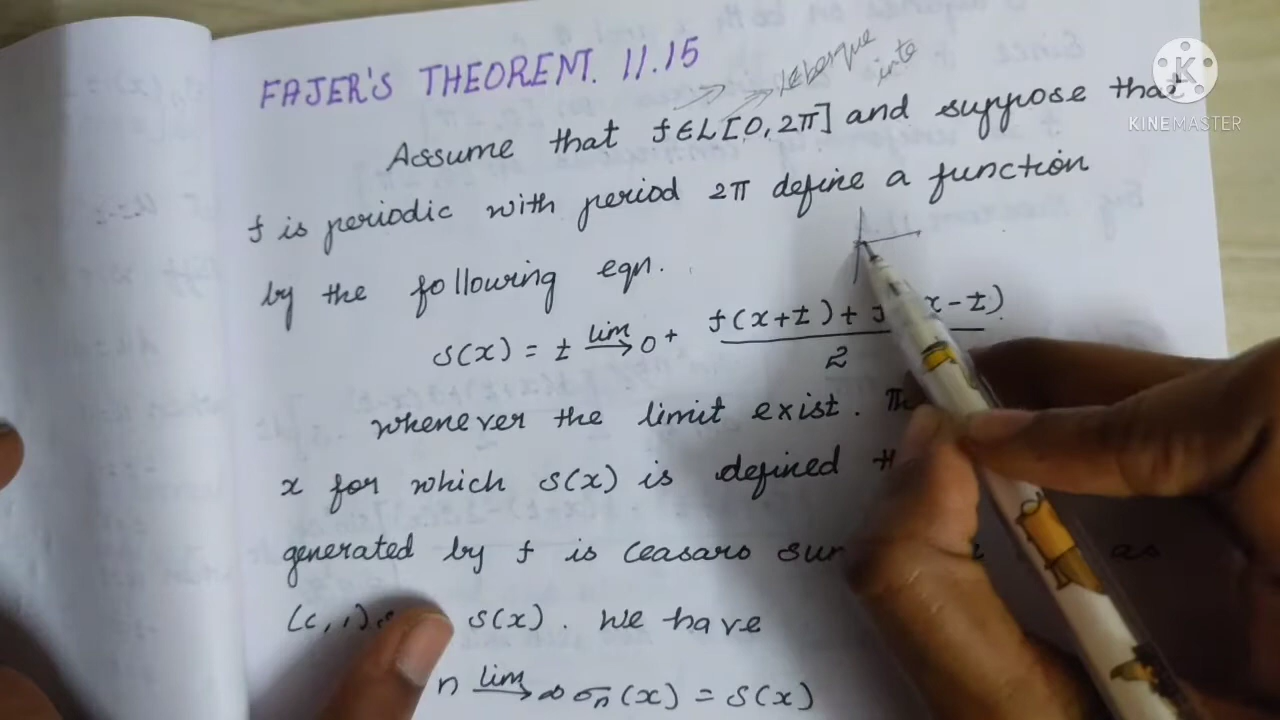 FAJER'S THEOREM. 11.15
Lebesgue
inte
KINEMASTER
Assume that f∈L[0, 2π] and suppose that
f is periodic with period 2π define a function
by the following eqn.
S(x) = t lim→ 0+ f(x+t) + f(x-t) / 2
whenever the limit exist.
x for which S(x) is defined
generated by f is ceasaro as
(c,1) S(x). We have
n lim→ ∞ σn(x) = S(x)